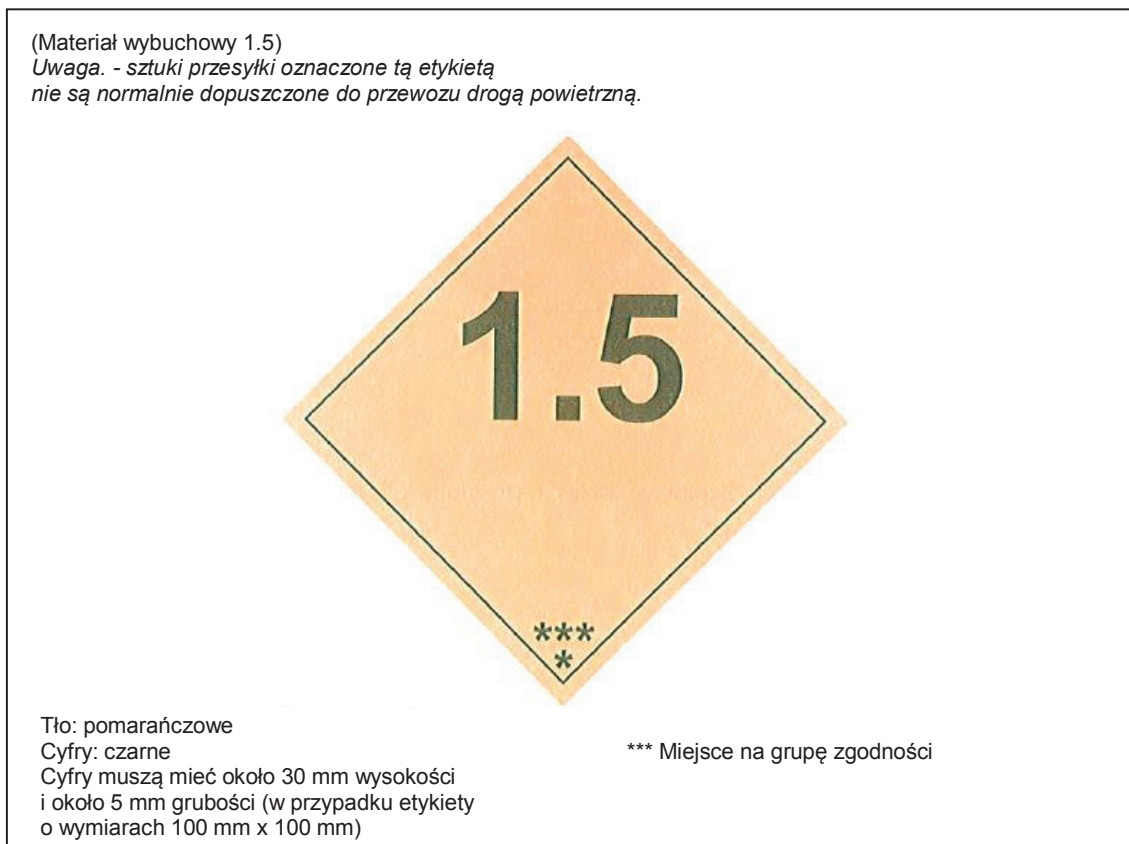 (Materiał wybuchowy 1.5)
Uwaga. - sztuki przesyłki oznaczone tą etykietą
nie są normalnie dopuszczone do przewozu drogą powietrzną.
1.5
***
*
Tło: pomarańczowe
Cyfry: czarne
Cyfry muszą mieć około 30 mm wysokości
i około 5 mm grubości (w przypadku etykiety
o wymiarach 100 mm x 100 mm)
*** Miejsce na grupę zgodności